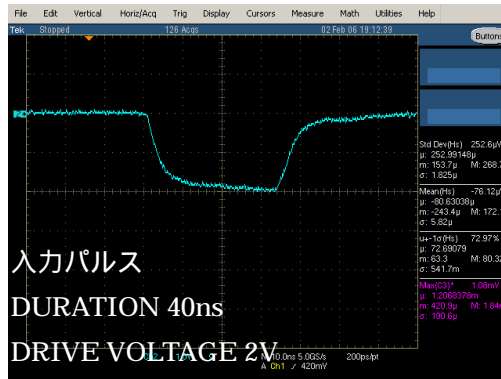 File Edit Vertical Horiz/Acq Trig Display Cursors Measure Math Utilities Help
Tek Stopped 126 Acqs 02 Feb 06 19:12:39
Buttons
Std Dev(Hs) 252.6µV
µ: 252.99148µ
m: 153.7µ M: 268.7
σ: 1.825µ
Mean(Hs) -76.12µV
µ: -80.63038µ
m: -243.4µ M: 172.
σ: 5.82µ
µ+-1σ(Hs) 72.97%
µ: 72.69079
m: 63.3 M: 80.32
σ: 541.7m
Max(C3)* 1.08mV
µ: 1.2068378m
m: 420.9µ M: 1.84m
σ: 190.6µ
入力パルス
DURATION 40ns
DRIVE VOLTAGE 2V
10.0ns 5.0GS/s 200ps/pt
A Ch1 420mV